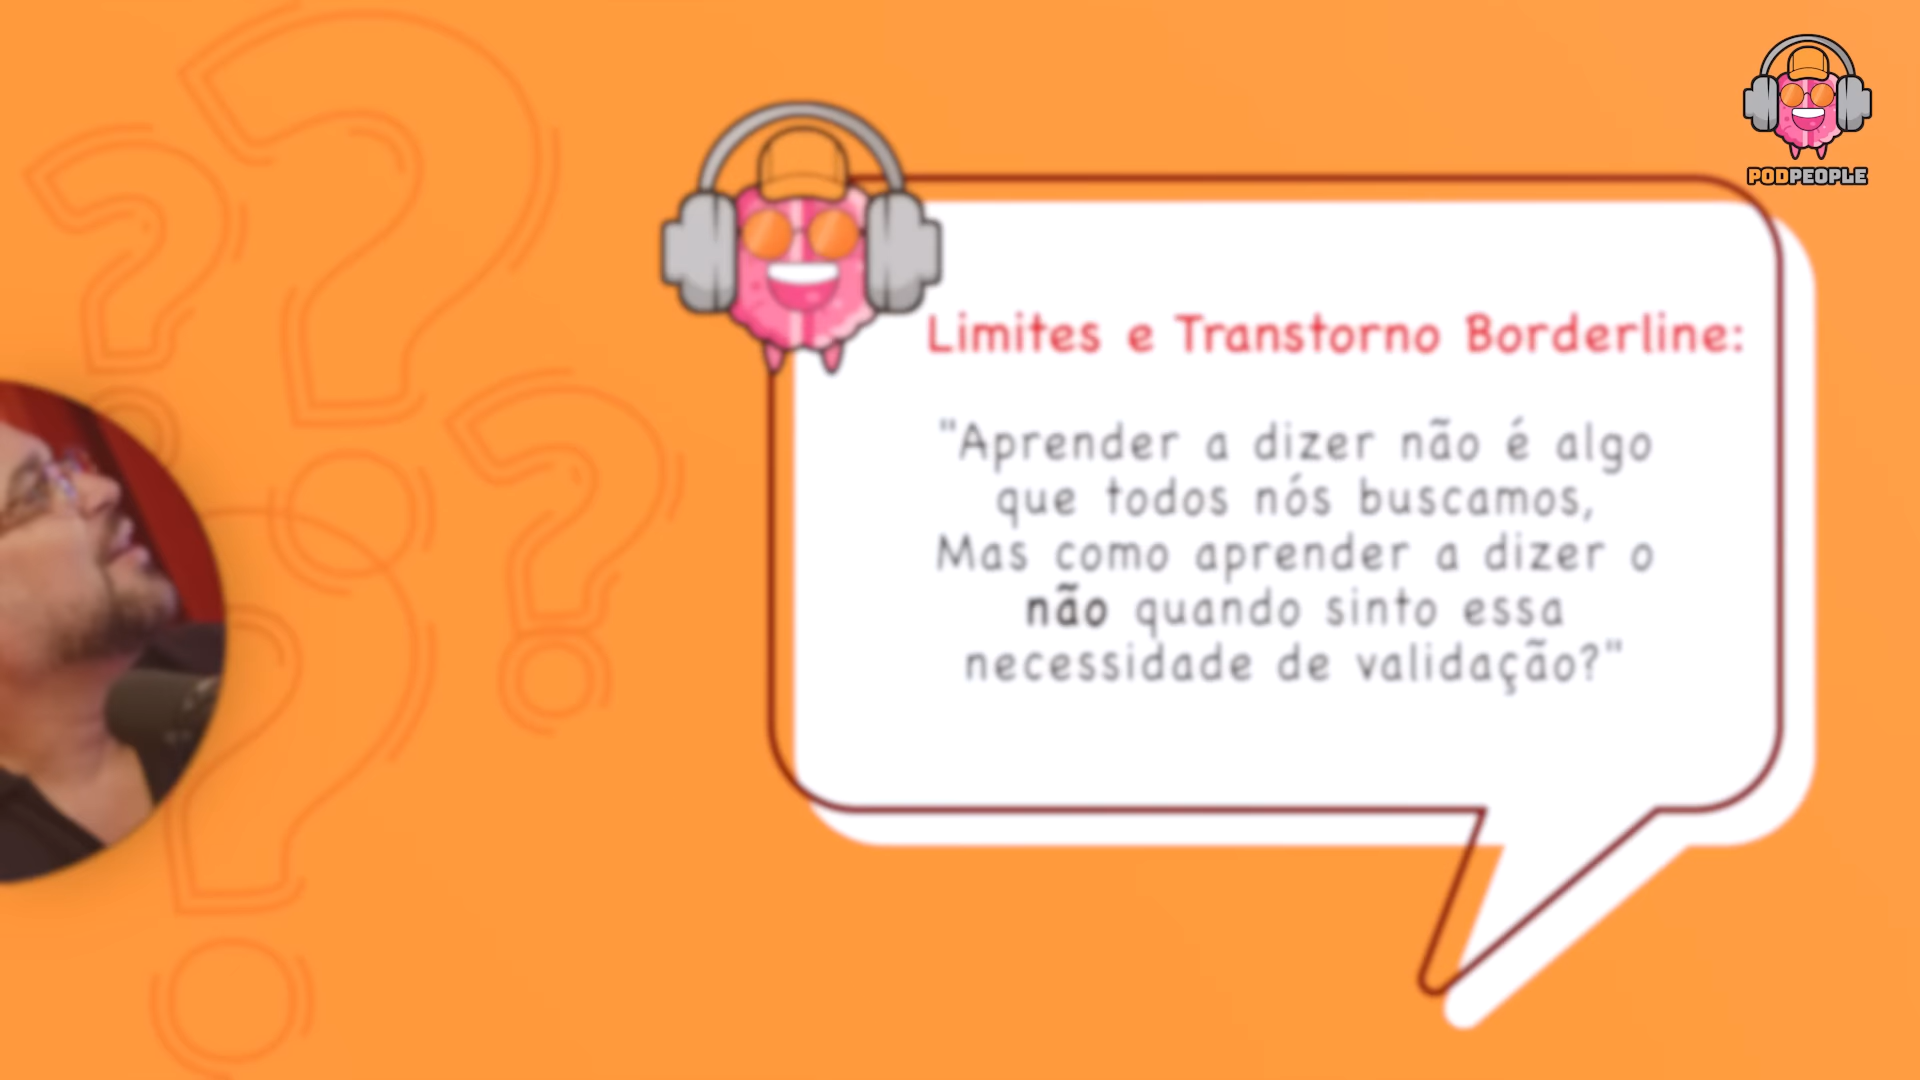 PODPEOPLE
Limites e Transtorno Borderline:
"Aprender a dizer não é algo
que todos nós buscamos,
Mas como aprender a dizer o
não quando sinto essa
necessidade de validação?"